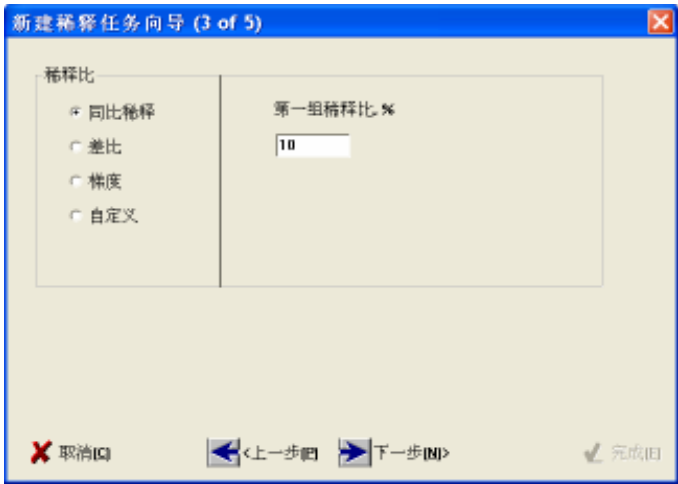 新建稀释任务向导 (3 of 5)
稀释比
同比稀释
差比
梯度
自定义
第一组稀释比,%
10
取消(C)
<上一步(P)
下一步(N)>
完成(F)